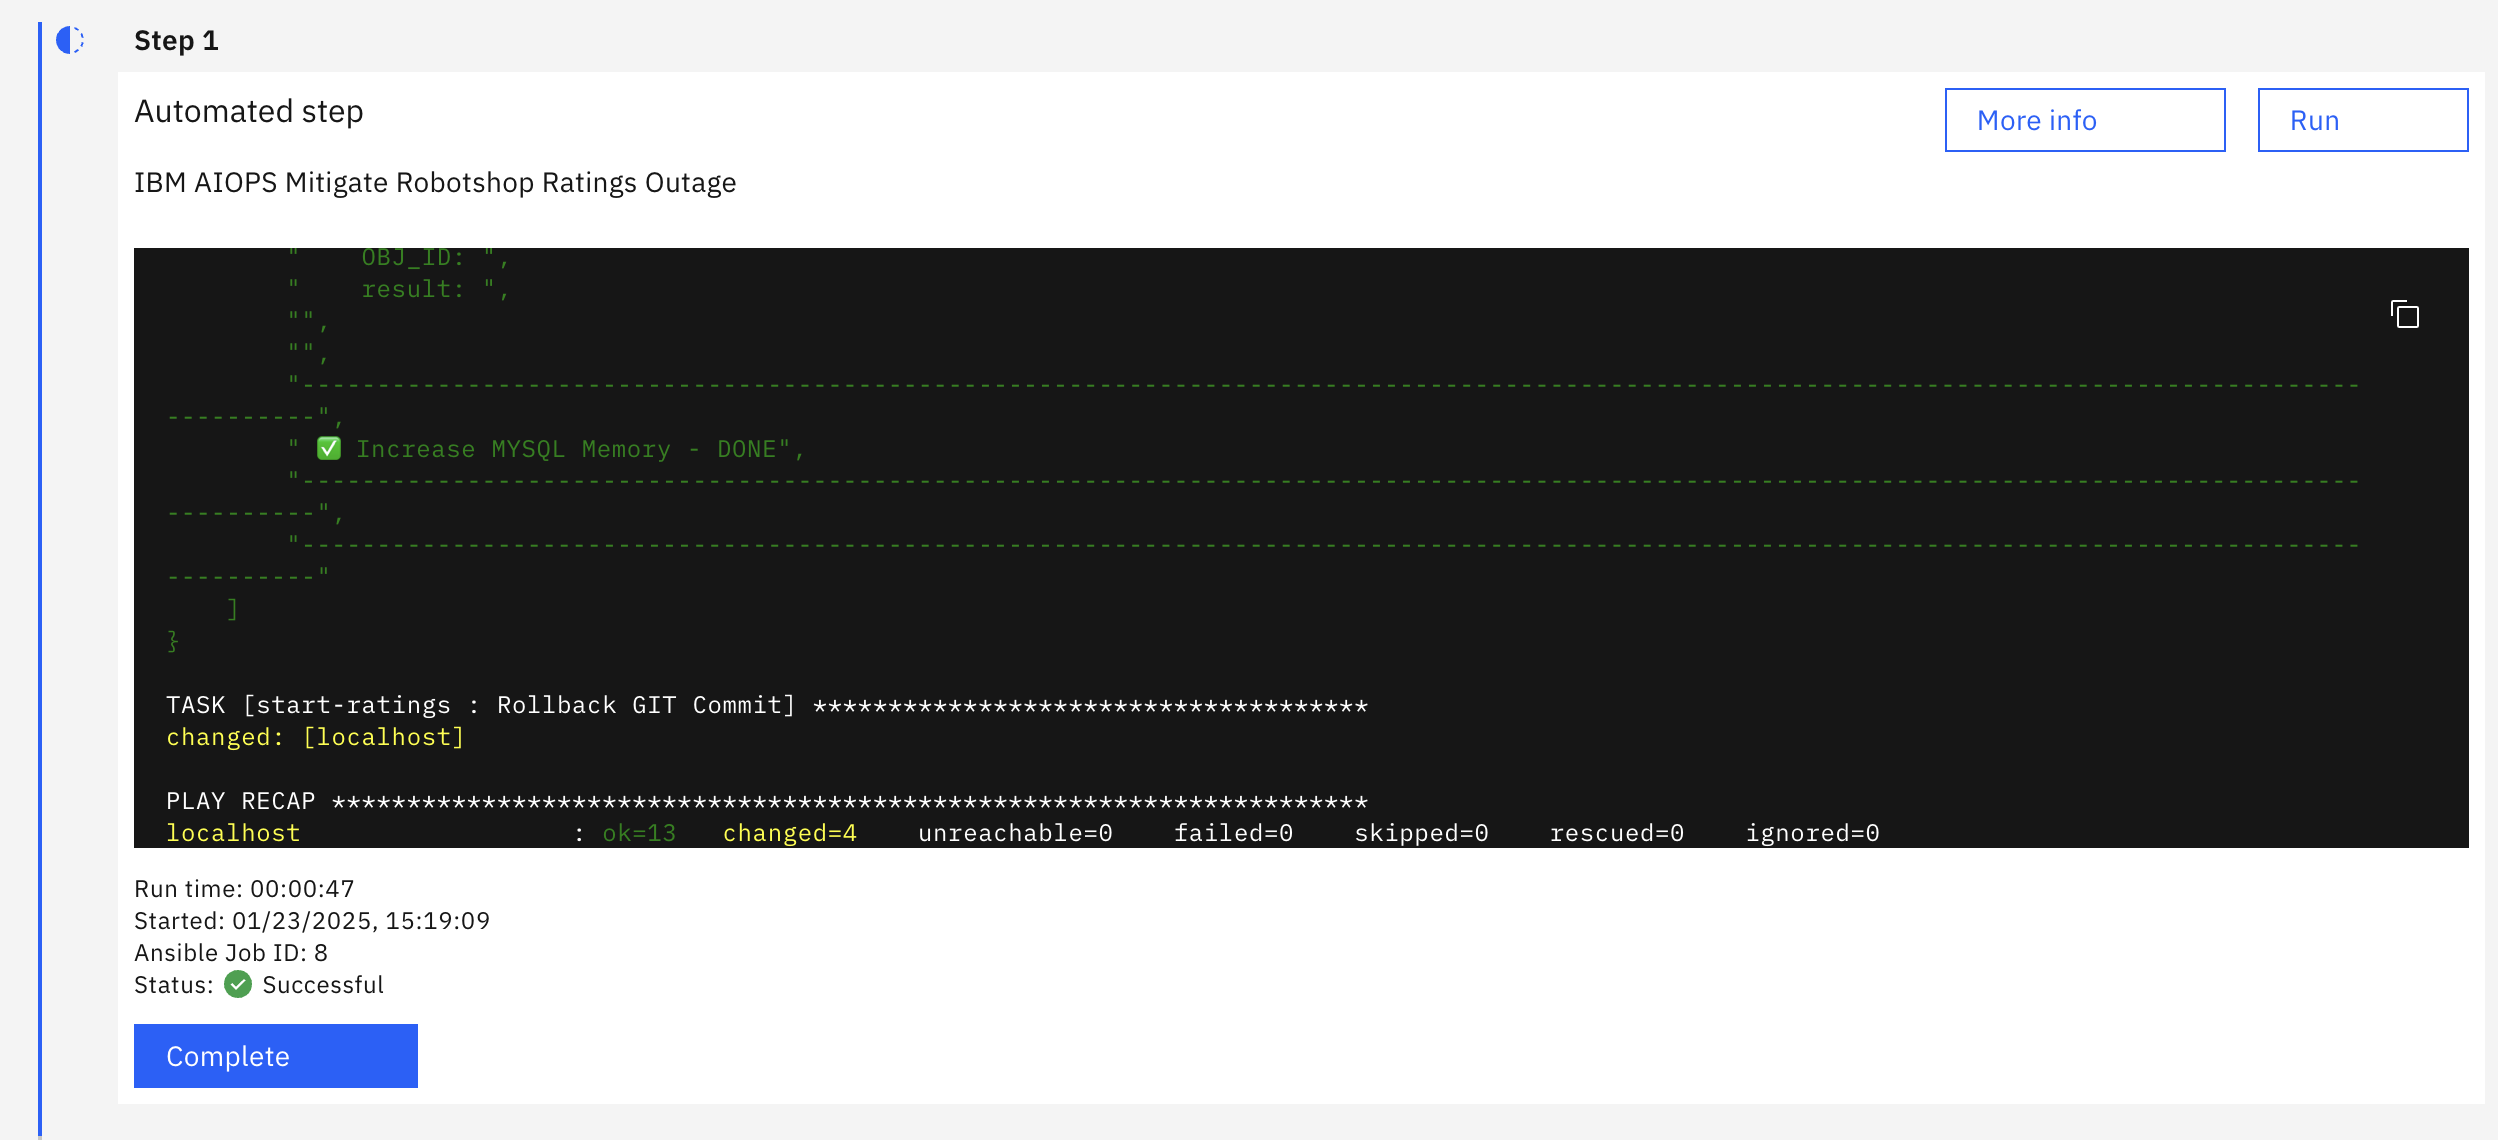 Step 1
Automated step
More info
Run
IBM AIOPS Mitigate Robotshop Ratings Outage
"    OBJ_ID: ",
"    result: ",
"",
"",
"-----------------------------------------------------------------------------------------------------------------------------------------
----------",
" ✅ Increase MYSQL Memory - DONE",
"-----------------------------------------------------------------------------------------------------------------------------------------
----------",
"-----------------------------------------------------------------------------------------------------------------------------------------
----------"
]
}
TASK [start-ratings : Rollback GIT Commit] *************************************
changed: [localhost]
PLAY RECAP *********************************************************************
localhost                  : ok=13   changed=4    unreachable=0    failed=0    skipped=0    rescued=0    ignored=0
Run time: 00:00:47
Started: 01/23/2025, 15:19:09
Ansible Job ID: 8
Status: Successful
Complete